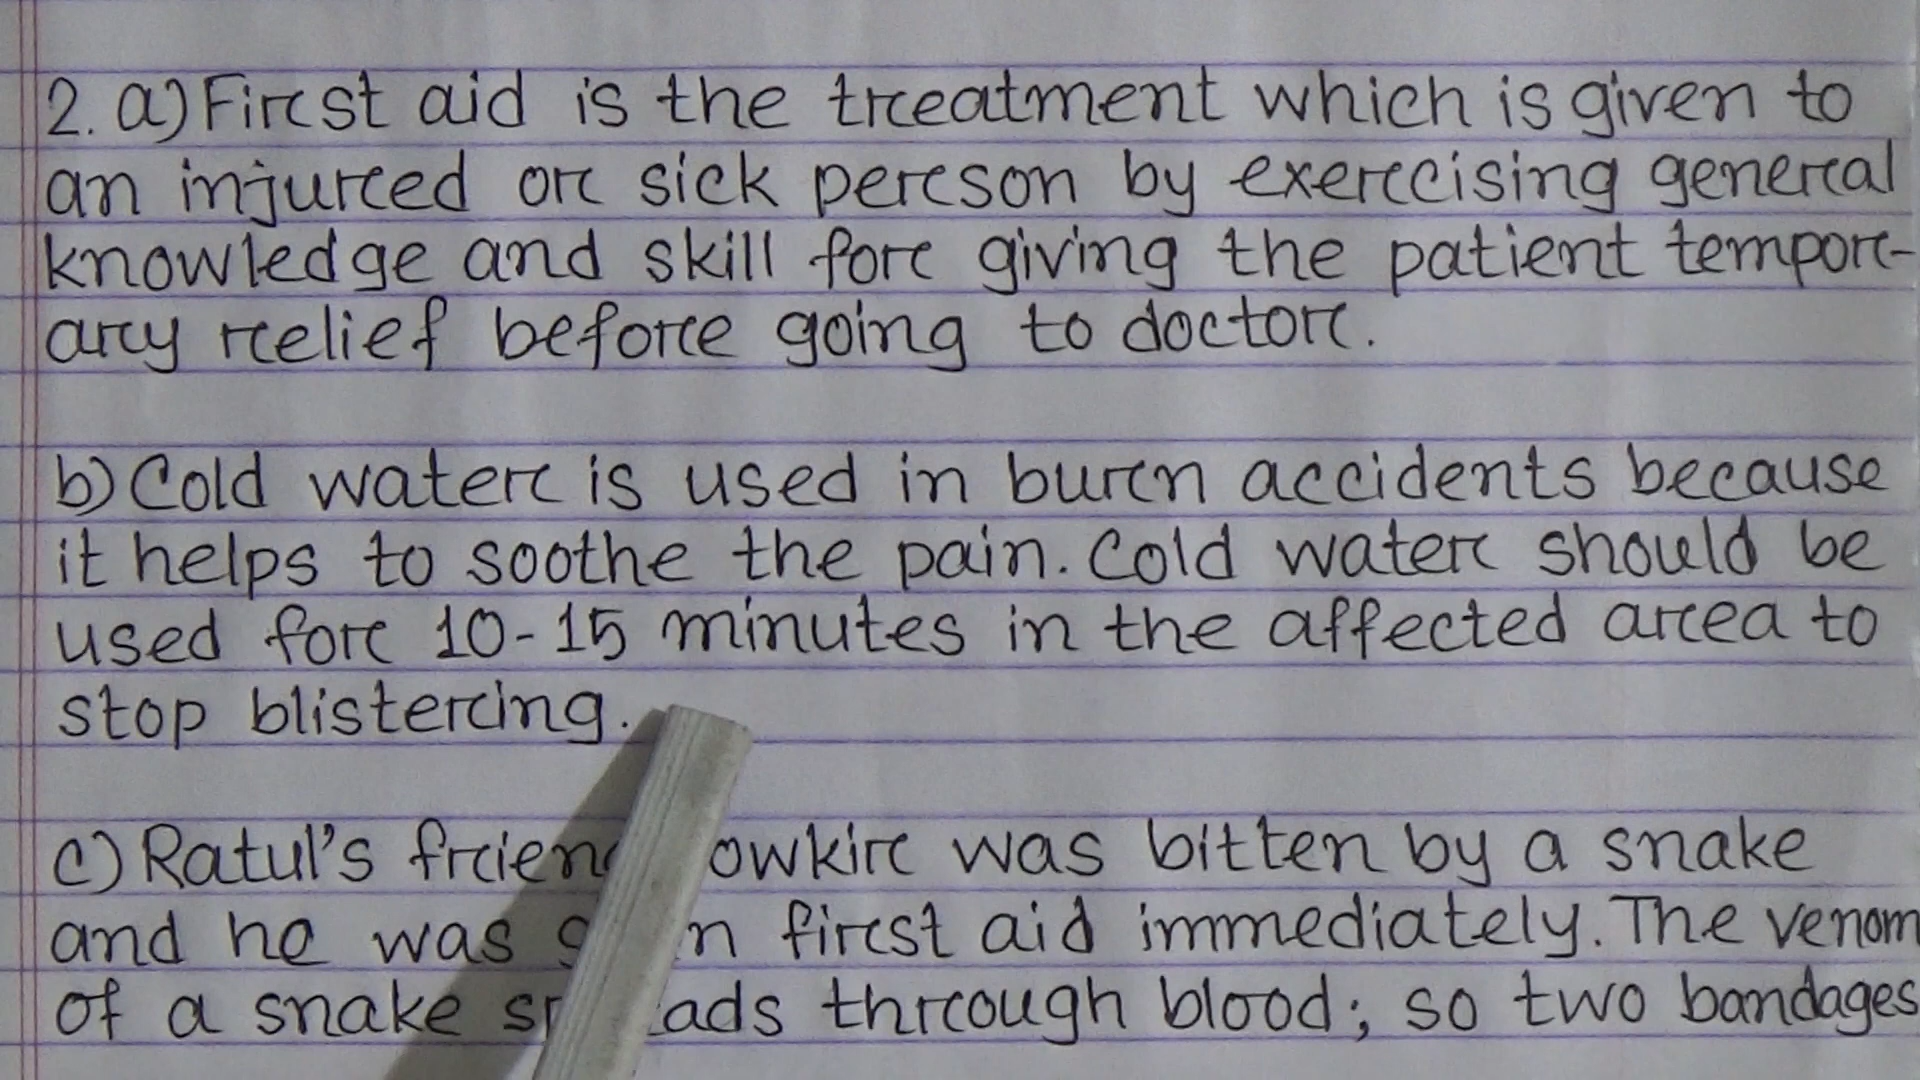 2. a) First aid is the treatment which is given to
an injured or sick person by exercising general
knowledge and skill for giving the patient tempor-
ary relief before going to doctor.
b) Cold water is used in burn accidents because
it helps to soothe the pain. Cold water should be
used for 10-15 minutes in the affected area to
stop blistering.
c) Ratul's was bitten by a snake
and he was first aid immediately. The venom
of a snake through blood; so two bandages